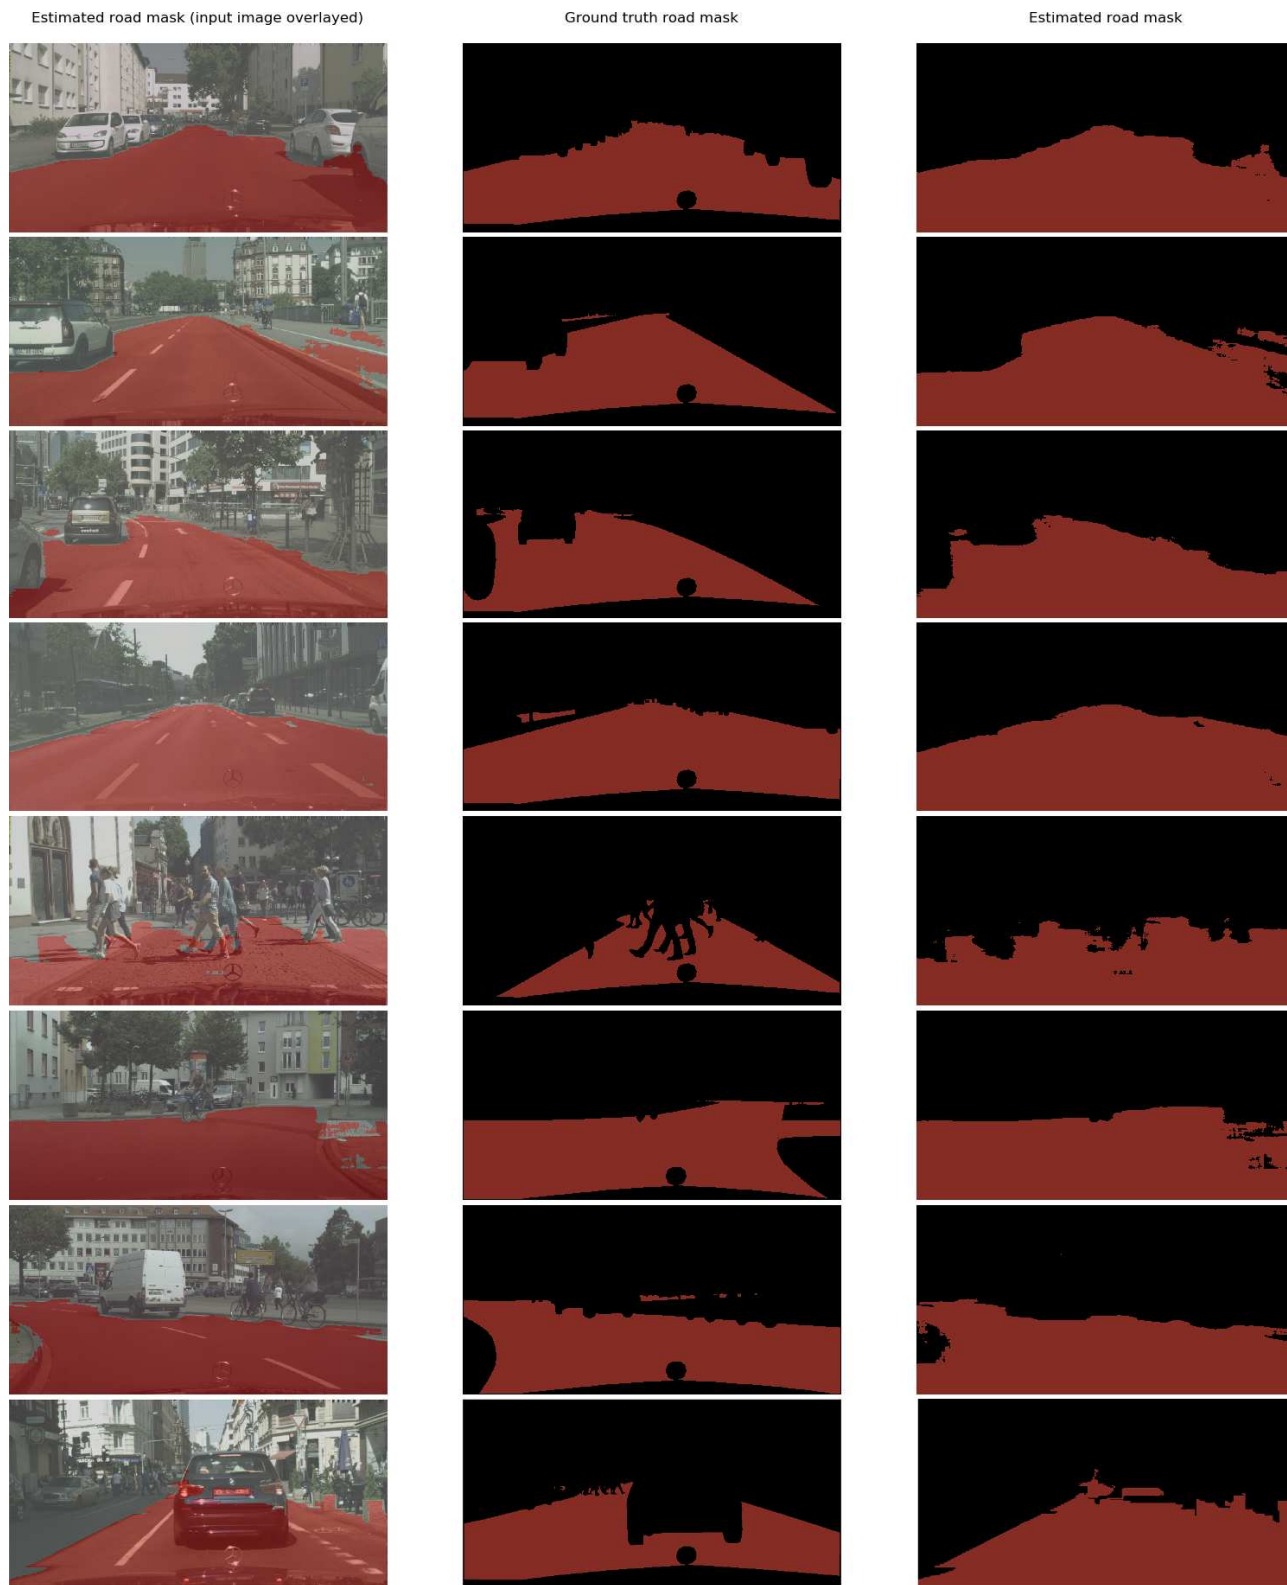 Estimated road mask (input image overlayed)
Ground truth road mask
Estimated road mask